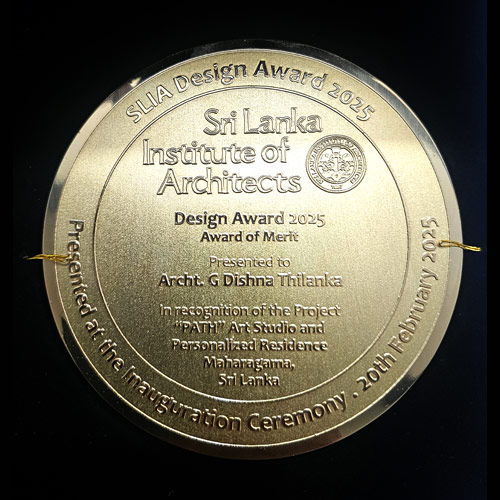 SLIA Design Award 2025
Sri Lanka
Institute of
Architects
Design Award 2025
Award of Merit
Presented to
Archt. G Dishna Thilanka
In recognition of the Project
"PATH" Art Studio and
Personalized Residence
Maharagama,
Sri Lanka
Presented at the Inauguration Ceremony . 20th February 2025